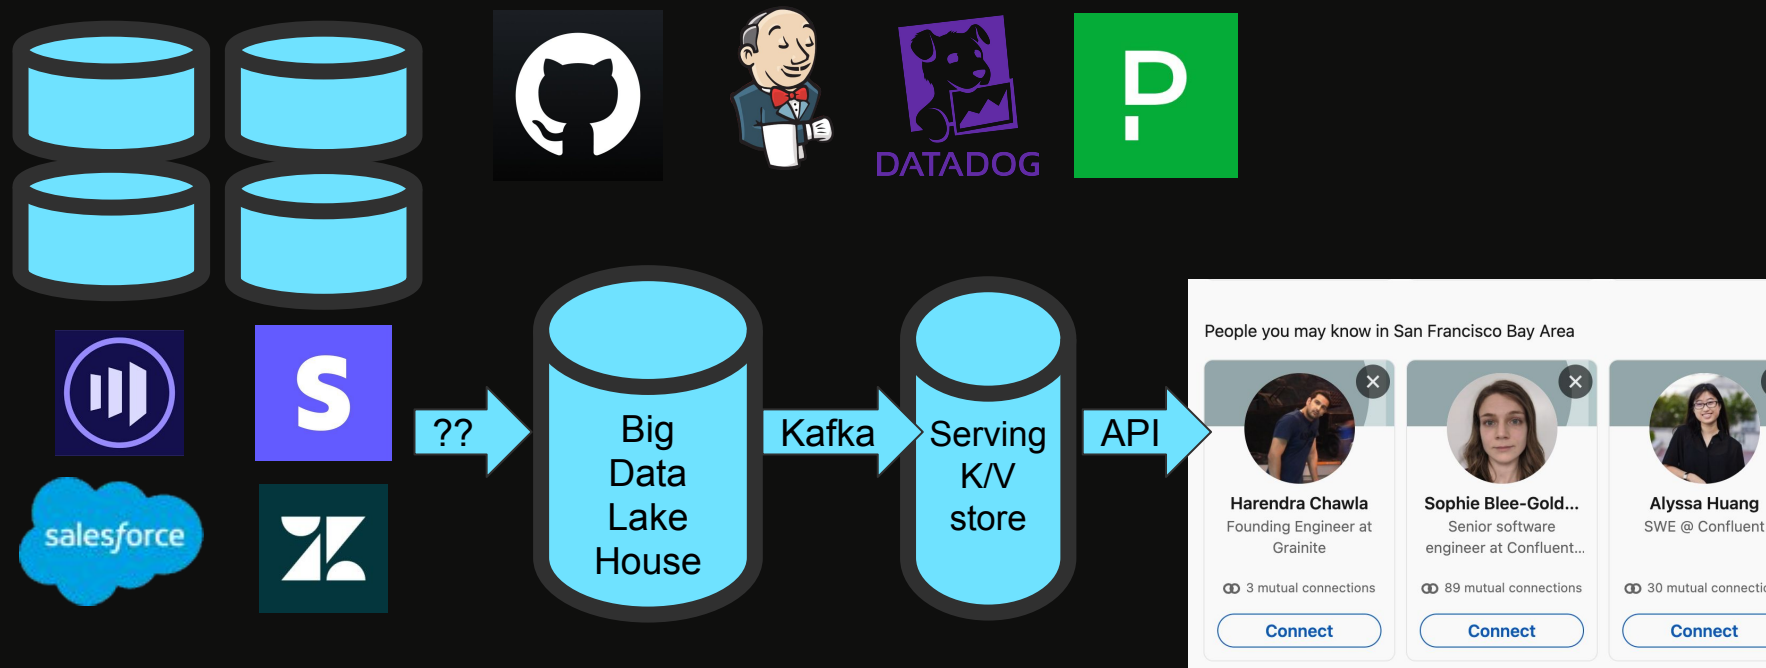 DATADOG
P
S
salesforce
??
Big
Data
Lake
House
Kafka
Serving
K/V
store
API
People you may know in San Francisco Bay Area
Harendra Chawla
Founding Engineer at
Grainite
3 mutual connections
Connect
Sophie Blee-Gold...
Senior software
engineer at Confluent...
89 mutual connections
Connect
Alyssa Huang
SWE @ Confluent
30 mutual connectio
Connect